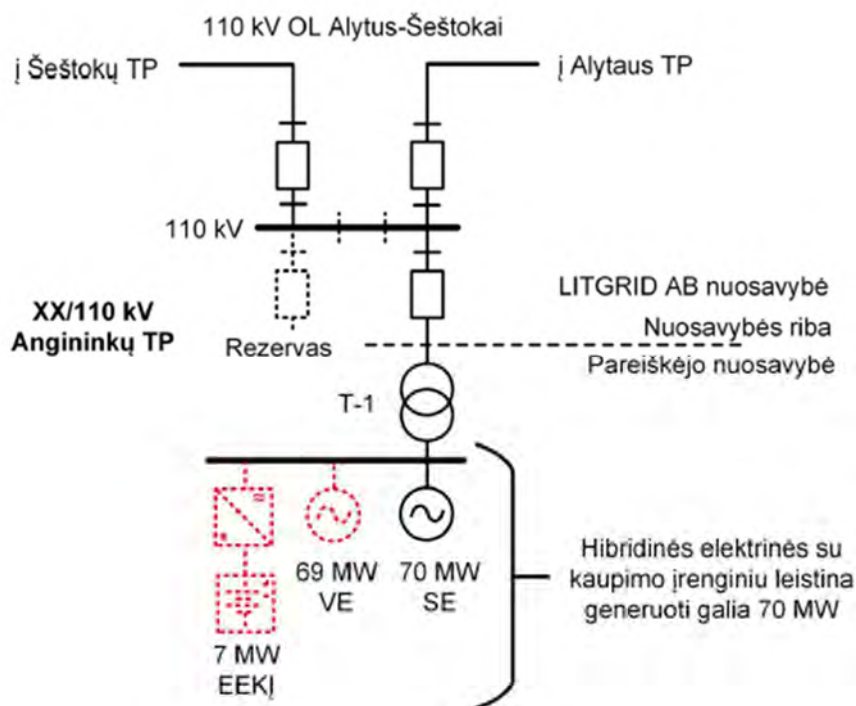 110 kV OL Alytus-Šeštokai
į Šeštokų TP
į Alytaus TP
110 kV
XX/110 kV
Angininkų TP
Rezervas
LITGRID AB nuosavybė
Nuosavybės riba
Pareiškėjo nuosavybė
T-1
69 MW
VE
70 MW
SE
7 MW
EEKĮ
Hibridinės elektrinės su
kaupimo įrenginiu leistina
generuoti galia 70 MW